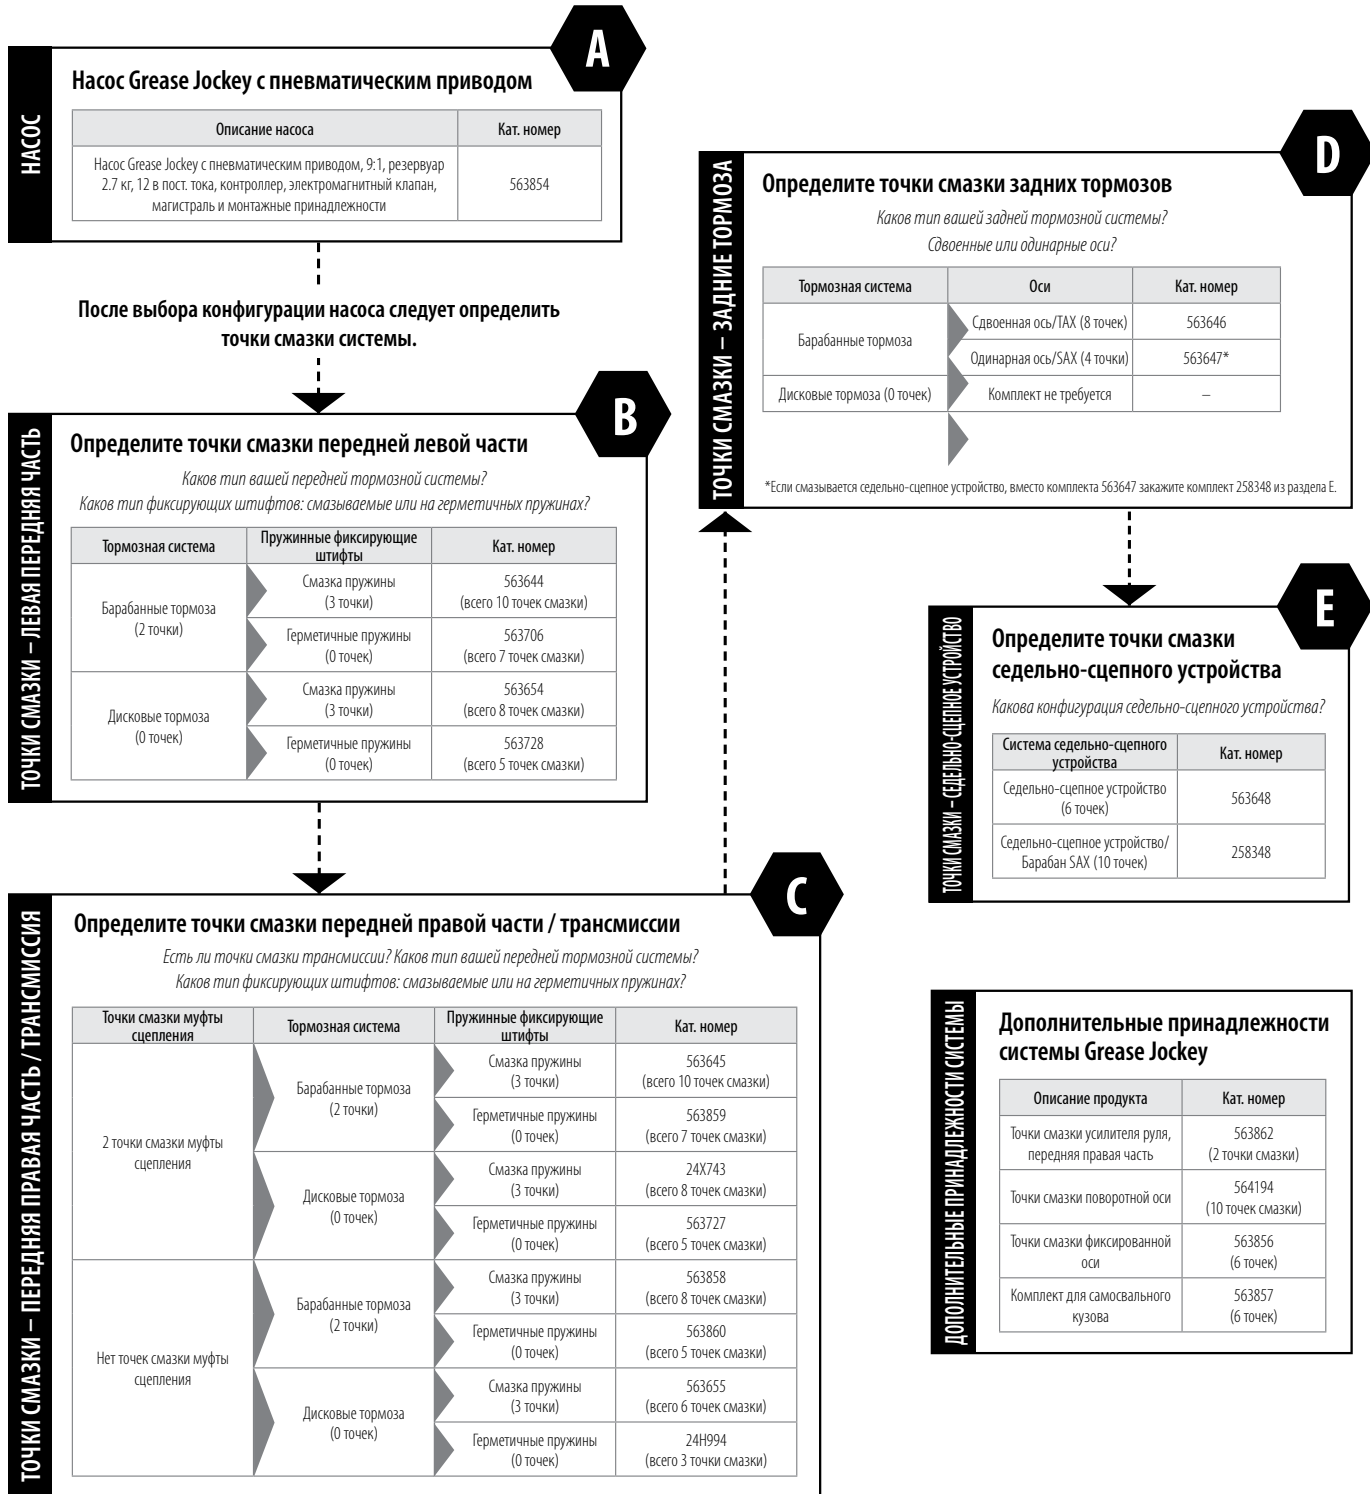 A
НАСОС
Насос Grease Jockey с пневматическим приводом
Описание насоса
Кат. номер
Насос Grease Jockey с пневматическим приводом, 9:1, резервуар
2.7 кг, 12 в пост. тока, контроллер, электромагнитный клапан,
магистраль и монтажные принадлежности
563854
После выбора конфигурации насоса следует определить
точки смазки системы.
B
ТОЧКИ СМАЗКИ – ЛЕВАЯ ПЕРЕДНЯЯ ЧАСТЬ
Определите точки смазки передней левой части
Каков тип вашей передней тормозной системы?
Каков тип фиксирующих штифтов: смазываемые или на герметичных пружинах?
Тормозная система
Пружинные фиксирующие
штифты
Кат. номер
Барабанные тормоза
(2 точки)
Смазка пружины
(3 точки)
563644
(всего 10 точек смазки)
Герметичные пружины
(0 точек)
563706
(всего 7 точек смазки)
Дисковые тормоза
(0 точек)
Смазка пружины
(3 точки)
563654
(всего 8 точек смазки)
Герметичные пружины
(0 точек)
563728
(всего 5 точек смазки)
C
ТОЧКИ СМАЗКИ – ПЕРЕДНЯЯ ПРАВАЯ ЧАСТЬ / ТРАНСМИССИЯ
Определите точки смазки передней правой части / трансмиссии
Есть ли точки смазки трансмиссии? Каков тип вашей передней тормозной системы?
Каков тип фиксирующих штифтов: смазываемые или на герметичных пружинах?
Точки смазки муфты
сцепления
Тормозная система
Пружинные фиксирующие
штифты
Кат. номер
2 точки смазки муфты
сцепления
Барабанные тормоза
(2 точки)
Смазка пружины
(3 точки)
563645
(всего 10 точек смазки)
Герметичные пружины
(0 точек)
563859
(всего 7 точек смазки)
Дисковые тормоза
(0 точек)
Смазка пружины
(3 точки)
24X743
(всего 8 точек смазки)
Герметичные пружины
(0 точек)
563727
(всего 5 точек смазки)
Нет точек смазки муфты
сцепления
Барабанные тормоза
(2 точки)
Смазка пружины
(3 точки)
563858
(всего 8 точек смазки)
Герметичные пружины
(0 точек)
563860
(всего 5 точек смазки)
Дисковые тормоза
(0 точек)
Смазка пружины
(3 точки)
563655
(всего 6 точек смазки)
Герметичные пружины
(0 точек)
24H994
(всего 3 точки смазки)
D
ТОЧКИ СМАЗКИ – ЗАДНИЕ ТОРМОЗА
Определите точки смазки задних тормозов
Каков тип вашей задней тормозной системы?
Сдвоенные или одинарные оси?
Тормозная система
Оси
Кат. номер
Барабанные тормоза
Сдвоенная ось/TAX (8 точек)
563646
Одинарная ось/SAX (4 точки)
563647*
Дисковые тормоза (0 точек)
Комплект не требуется
–
*Если смазывается седельно-сцепное устройство, вместо комплекта 563647 закажите комплект 258348 из раздела E.
E
ТОЧКИ СМАЗКИ – СЕДЕЛЬНО-СЦЕПНОЕ УСТРОЙСТВО
Определите точки смазки
седельно-сцепного устройства
Какова конфигурация седельно-сцепного устройства?
Система седельно-сцепного
устройства
Кат. номер
Седельно-сцепное устройство
(6 точек)
563648
Седельно-сцепное устройство/
Барабан SAX (10 точек)
258348
ДОПОЛНИТЕЛЬНЫЕ ПРИНАДЛЕЖНОСТИ СИСТЕМЫ
Дополнительные принадлежности
системы Grease Jockey
Описание продукта
Кат. номер
Точки смазки усилителя руля,
передняя правая часть
563862
(2 точки смазки)
Точки смазки поворотной оси
564194
(10 точек смазки)
Точки смазки фиксированной
оси
563856
(6 точек)
Комплект для самосвального
кузова
563857
(6 точек)